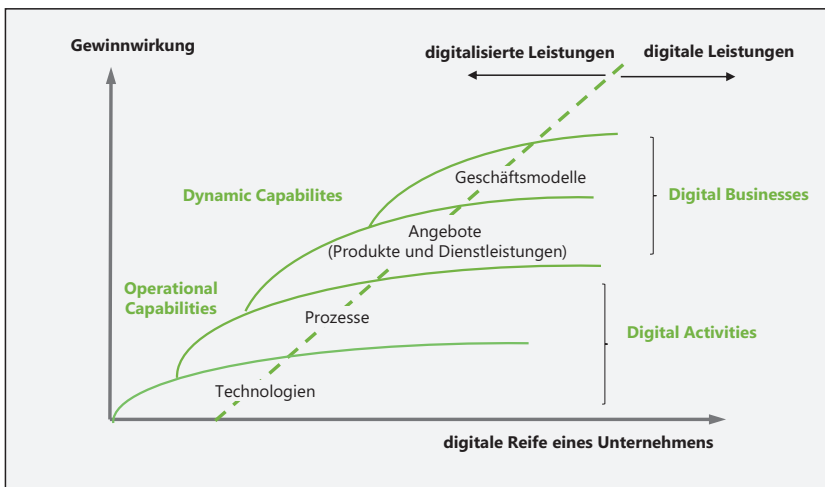 Gewinnwirkung
digitalisierte Leistungen
digitale Leistungen
Geschäftsmodelle
Dynamic Capabilites
Digital Businesses
Angebote
(Produkte und Dienstleistungen)
Operational
Capabilities
Prozesse
Digital Activities
Technologien
digitale Reife eines Unternehmens